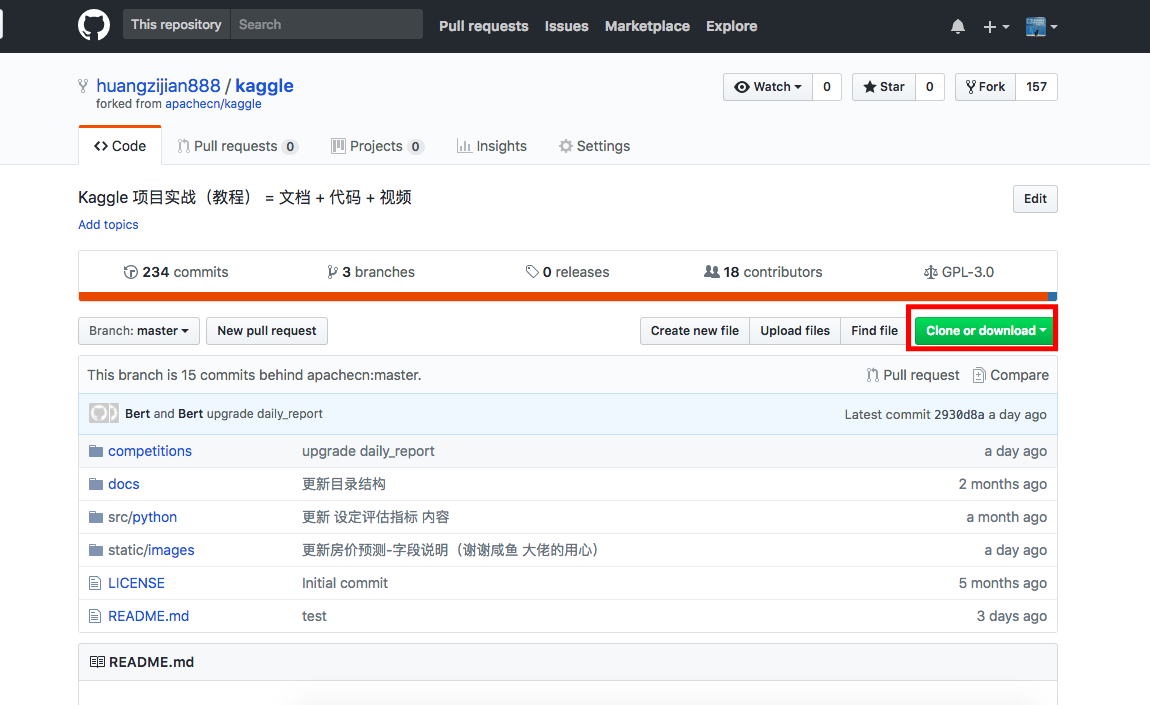 This repository Search Pull requests Issues Marketplace Explore
huangzijian888 / kaggle Watch 0 Star 0 Fork 157
forked from apachecn/kaggle
Code Pull requests 0 Projects 0 Insights Settings
Kaggle 项目实战（教程） = 文档 + 代码 + 视频 Edit
Add topics
234 commits 3 branches 0 releases 18 contributors GPL-3.0
Branch: master New pull request Create new file Upload files Find file Clone or download
This branch is 15 commits behind apachecn:master. Pull request Compare
Bert and Bert upgrade daily_report Latest commit 2930d8a a day ago
competitions upgrade daily_report a day ago
docs 更新目录结构 2 months ago
src/python 更新 设定评估指标 内容 a month ago
static/images 更新房价预测-字段说明（谢谢咸鱼 大佬的用心） a day ago
LICENSE Initial commit 5 months ago
README.md test 3 days ago
README.md